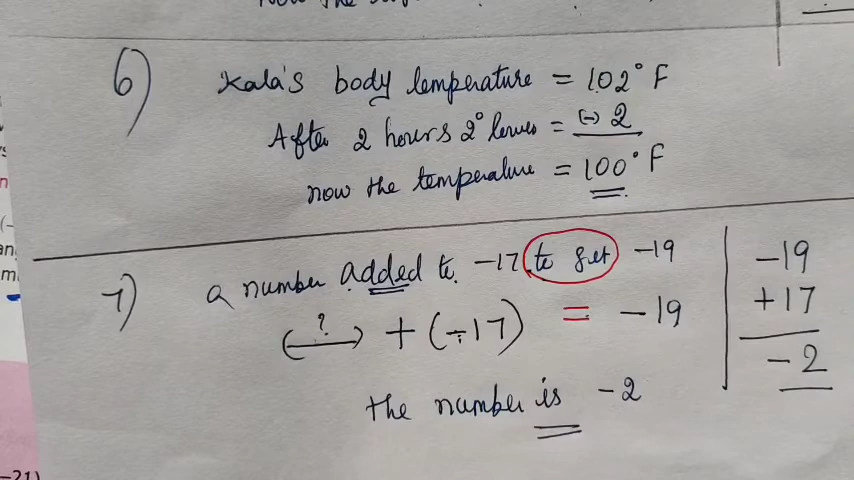 6)
Kala's body temperature = 102° F
After 2 hours 2° lowers = (-) 2
now the temperature = 100° F
7)
a number added to -17 to get -19
(?) + (-17) = -19
the number is -2
-19
+17
-2
-21)